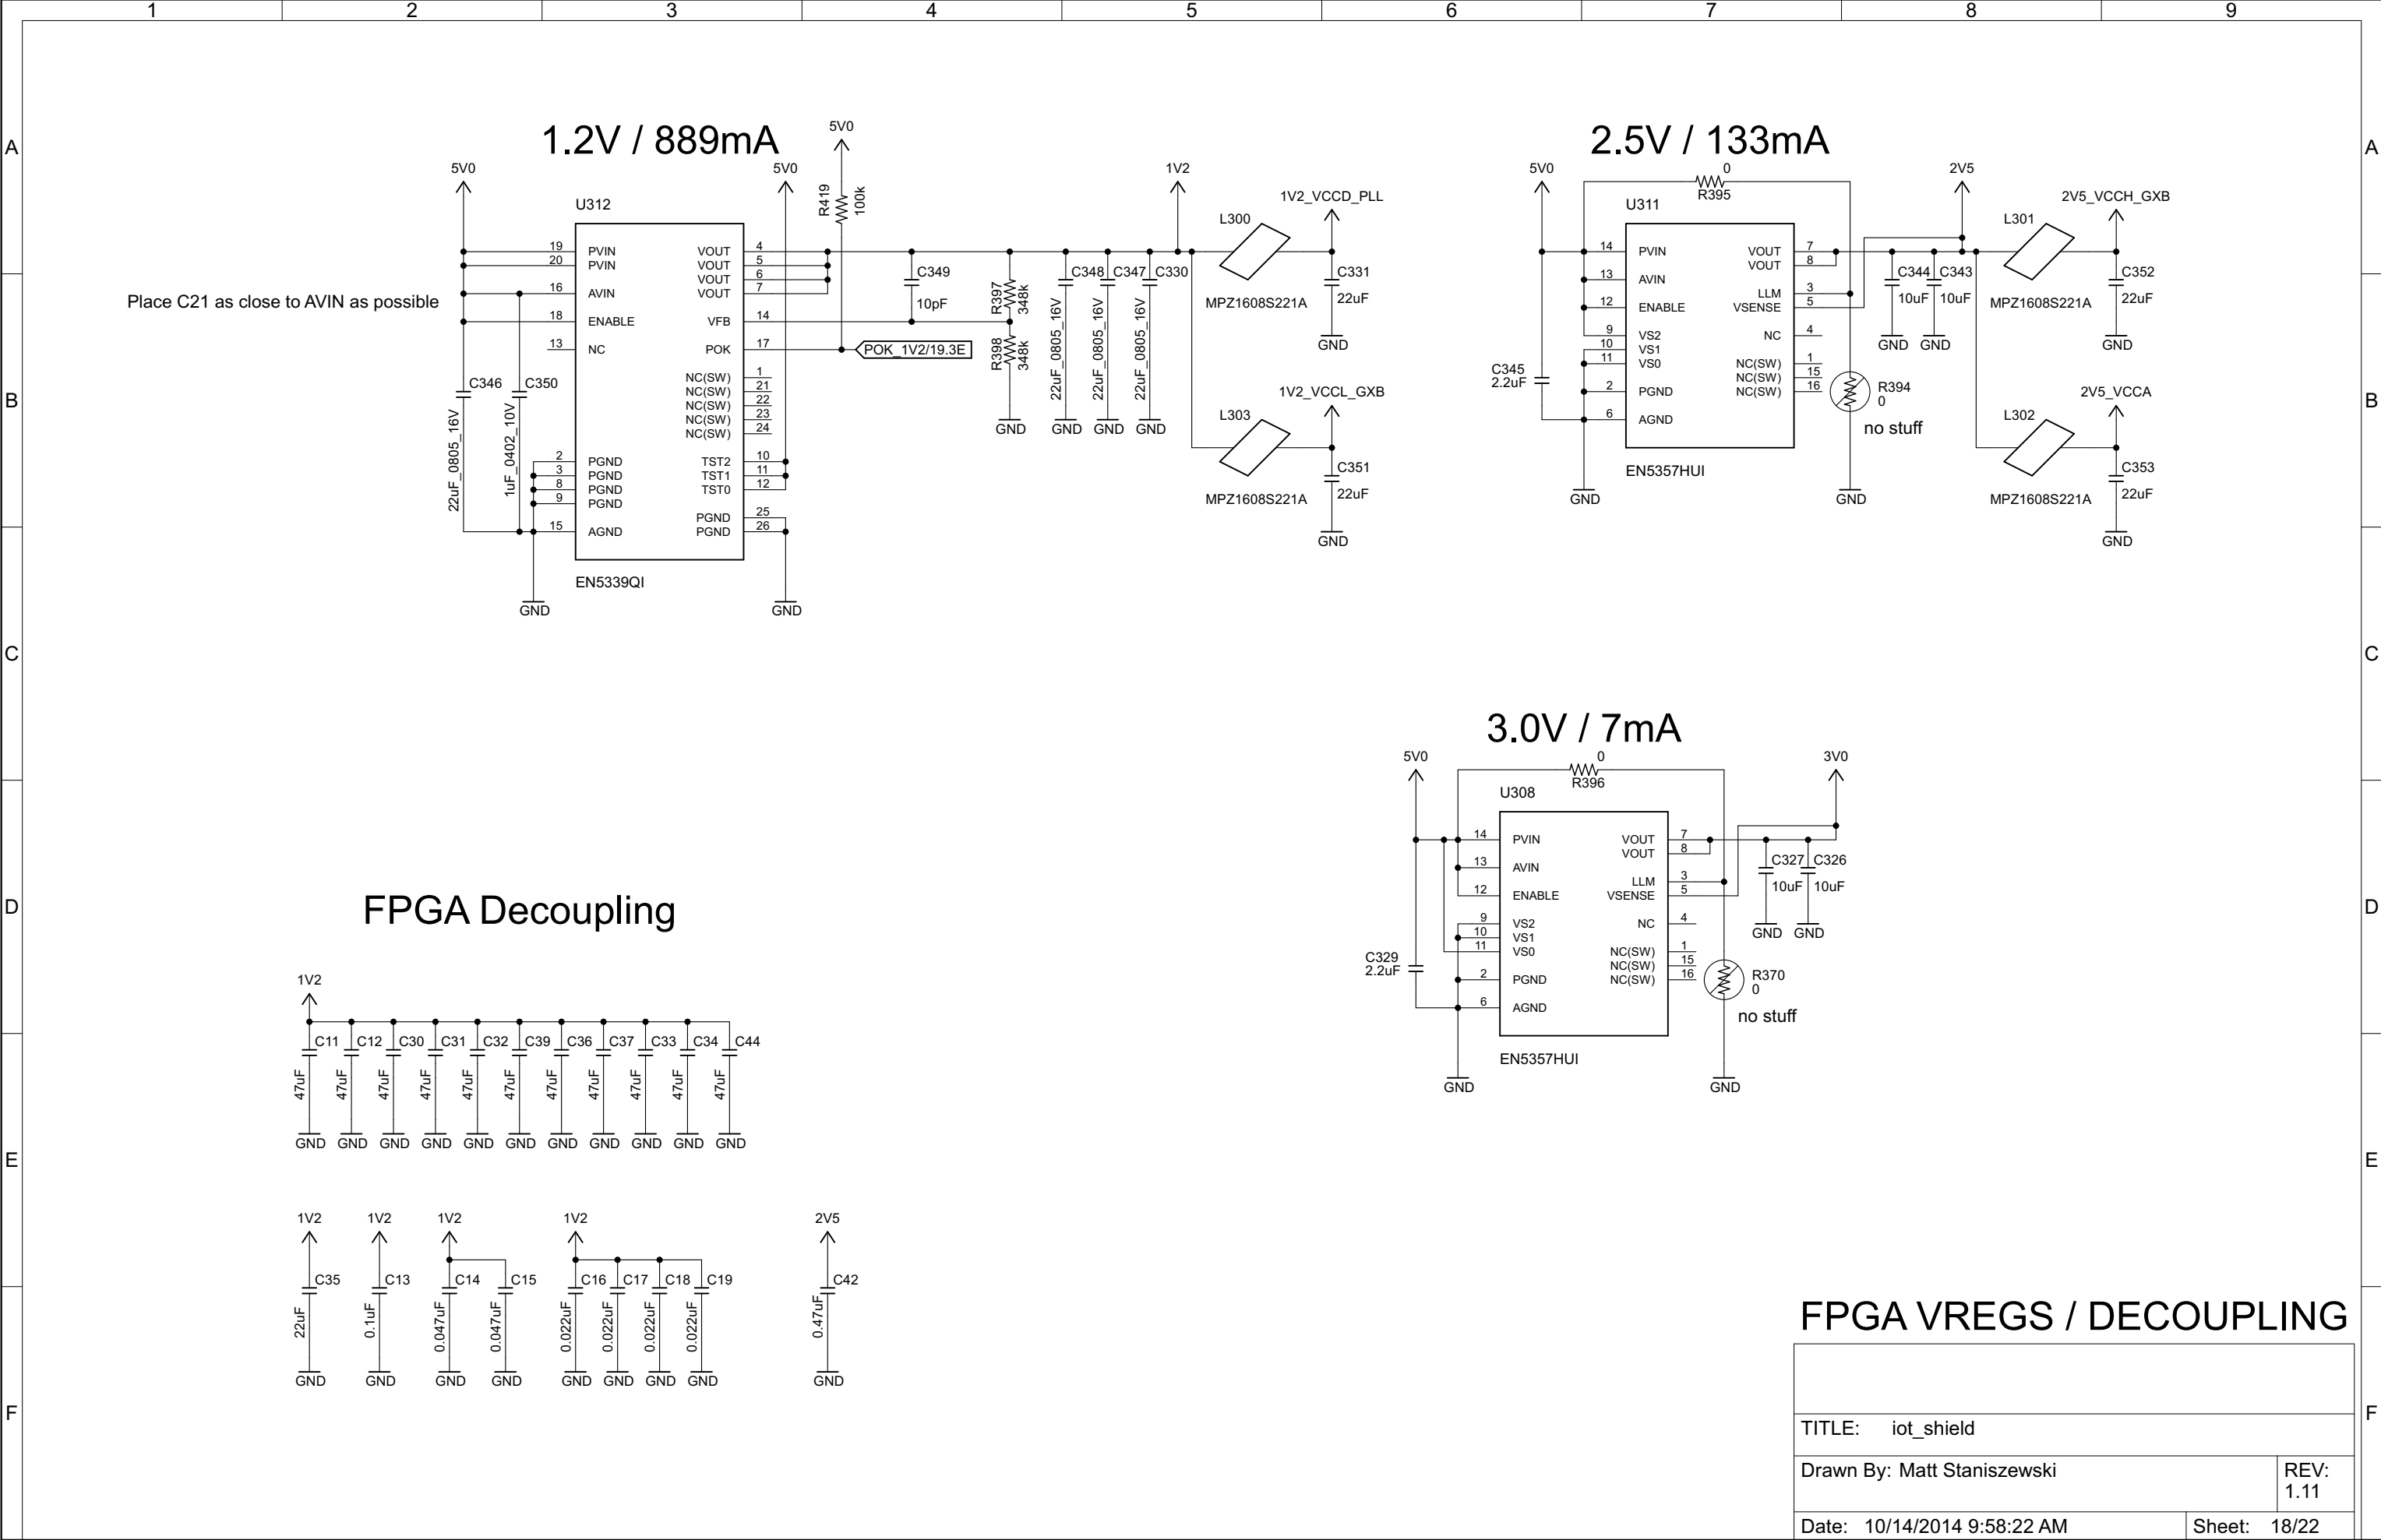 1 2 3 4 5 6 7 8 9
A A
B B
C C
D D
E E
F F
1.2V / 889mA
5V0
5V0
5V0
R419
100k
U312
19 PVIN
20 PVIN
16 AVIN
18 ENABLE
13 NC
2 PGND
3 PGND
8 PGND
9 PGND
15 AGND
VOUT 4
VOUT 5
VOUT 6
VOUT 7
VFB 14
POK 17
NC(SW) 1
NC(SW) 21
NC(SW) 22
NC(SW) 23
NC(SW) 24
TST2 10
TST1 11
TST0 12
PGND 25
PGND 26
EN5339QI
GND
GND
Place C21 as close to AVIN as possible
C346
22uF_0805_16V
C350
1uF_0402_10V
POK_1V2/19.3E
C349
10pF
R397
348k
R398
348k
GND
C348
22uF_0805_16V
GND
C347
22uF_0805_16V
GND
C330
22uF_0805_16V
GND
1V2
L300
MPZ1608S221A
1V2_VCCD_PLL
C331
22uF
GND
L303
MPZ1608S221A
1V2_VCCL_GXB
C351
22uF
GND
2.5V / 133mA
5V0
0
R395
U311
14 PVIN
13 AVIN
12 ENABLE
9 VS2
10 VS1
11 VS0
2 PGND
6 AGND
VOUT 7
VOUT 8
LLM 3
VSENSE 5
NC 4
NC(SW) 1
NC(SW) 15
NC(SW) 16
EN5357HUI
C345
2.2uF
GND
R394
0
no stuff
GND
2V5
C344
10uF
GND
C343
10uF
GND
L301
MPZ1608S221A
2V5_VCCH_GXB
C352
22uF
GND
L302
MPZ1608S221A
2V5_VCCA
C353
22uF
GND
3.0V / 7mA
5V0
0
R396
U308
14 PVIN
13 AVIN
12 ENABLE
9 VS2
10 VS1
11 VS0
2 PGND
6 AGND
VOUT 7
VOUT 8
LLM 3
VSENSE 5
NC 4
NC(SW) 1
NC(SW) 15
NC(SW) 16
EN5357HUI
C329
2.2uF
GND
R370
0
no stuff
GND
3V0
C327
10uF
GND
C326
10uF
GND
FPGA Decoupling
1V2
C11 C12 C30 C31 C32 C39 C36 C37 C33 C34 C44
47uF 47uF 47uF 47uF 47uF 47uF 47uF 47uF 47uF 47uF 47uF
GND GND GND GND GND GND GND GND GND GND GND
1V2 1V2 1V2 1V2 2V5
C35 C13 C14 C15 C16 C17 C18 C19 C42
22uF 0.1uF 0.047uF 0.047uF 0.022uF 0.022uF 0.022uF 0.022uF 0.47uF
GND GND GND GND GND GND GND GND GND
FPGA VREGS / DECOUPLING
TITLE: iot_shield
Drawn By: Matt Staniszewski
REV:
1.11
Date: 10/14/2014 9:58:22 AM
Sheet: 18/22